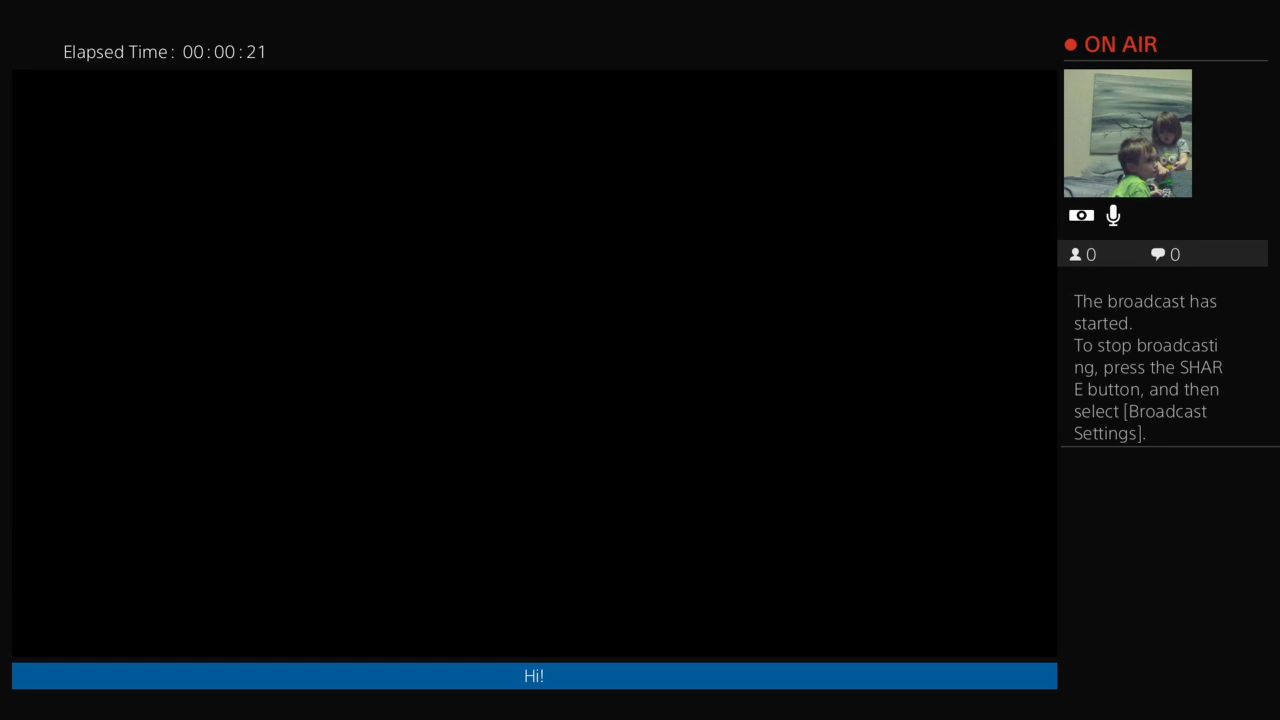 Elapsed Time: 00:00:21
ON AIR
0 0
The broadcast has
started.
To stop broadcasti
ng, press the SHAR
E button, and then
select [Broadcast
Settings].
Hi!